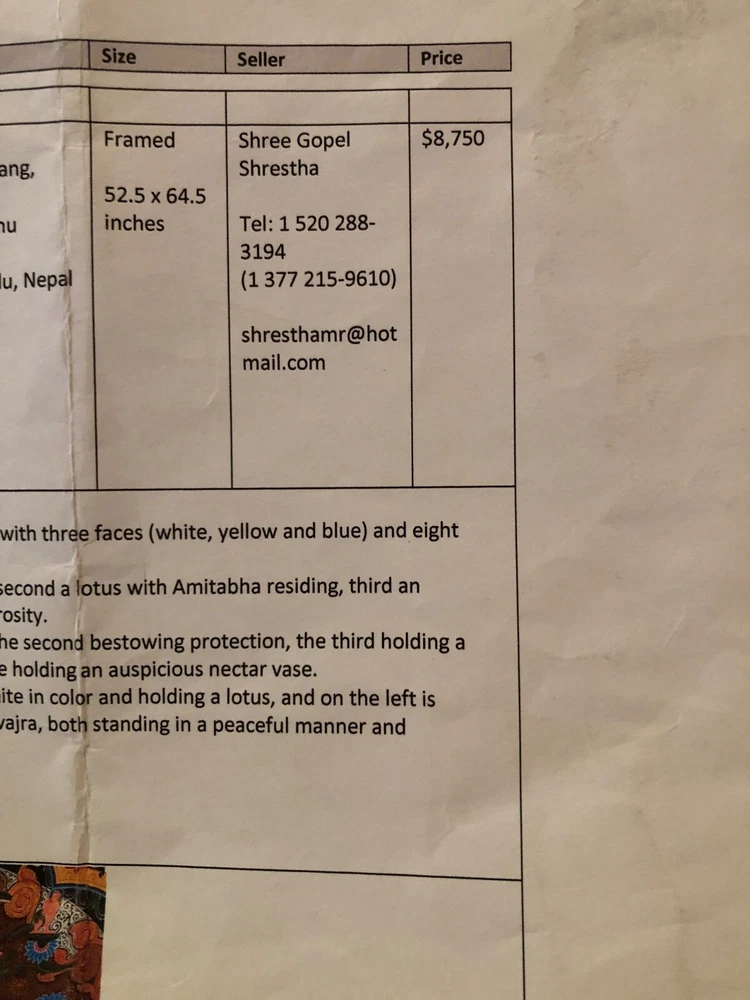 Size Seller Price
Framed
52.5 x 64.5
inches
Shree Gopel
Shrestha
Tel: 1 520 288-
3194
(1 377 215-9610)
shresthamr@hot
mail.com
$8,750
ang,
nu
lu, Nepal
with three faces (white, yellow and blue) and eight
second a lotus with Amitabha residing, third an
rosity.
he second bestowing protection, the third holding a
e holding an auspicious nectar vase.
ite in color and holding a lotus, and on the left is
vajra, both standing in a peaceful manner and